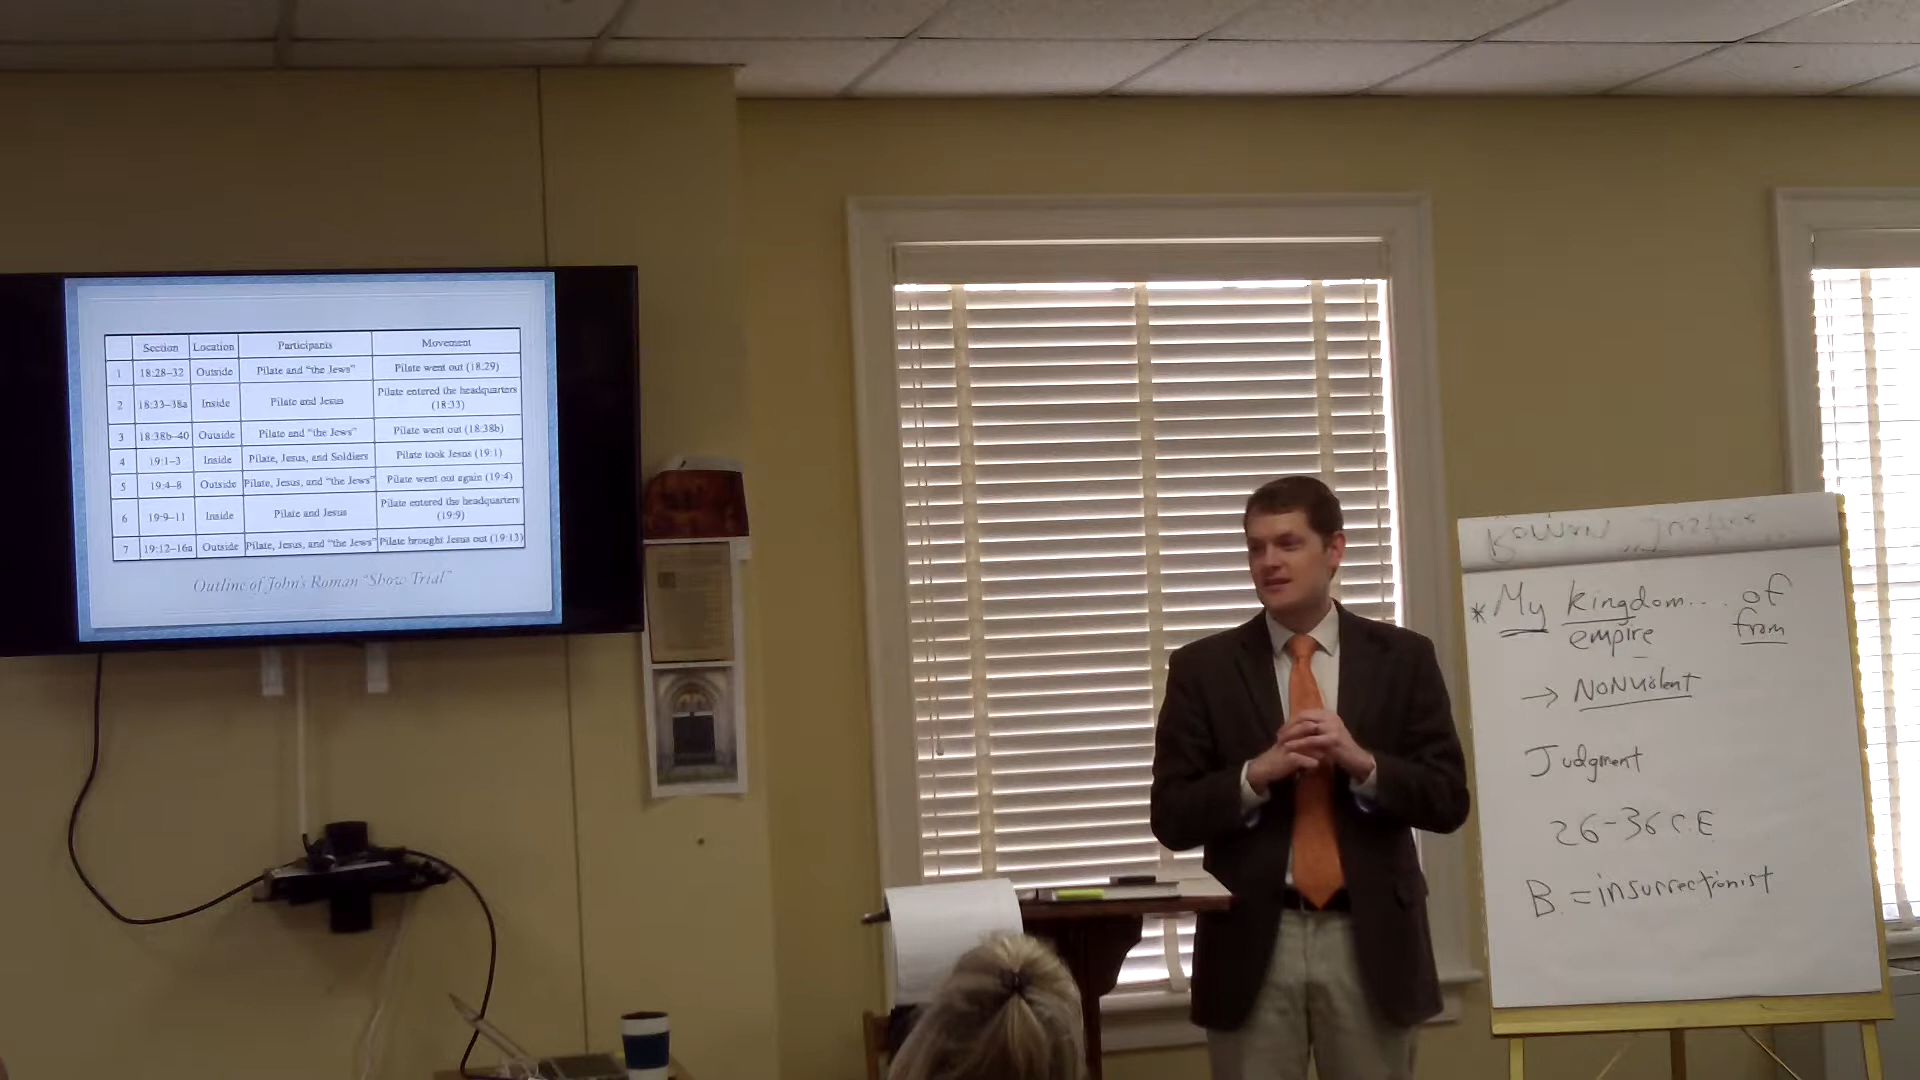 Section Location Participants Movement
1 18:28–32 Outside Pilate and "the Jews" Pilate went out (18:29)
2 18:33–38a Inside Pilate and Jesus Pilate entered the headquarters (18:33)
3 18:38b–40 Outside Pilate and "the Jews" Pilate went out (18:38b)
4 19:1–3 Inside Pilate, Jesus, and Soldiers Pilate took Jesus (19:1)
5 19:4–8 Outside Pilate, Jesus, and "the Jews" Pilate went out again (19:4)
6 19:9–11 Inside Pilate and Jesus Pilate entered the headquarters (19:9)
7 19:12–16a Outside Pilate, Jesus, and "the Jews" Pilate brought Jesus out (19:13)
Outline of John's Roman "Show Trial"
* My kingdom... of
empire from
→ NONviolent
Judgment
26-36 C.E
B. = insurrectionist